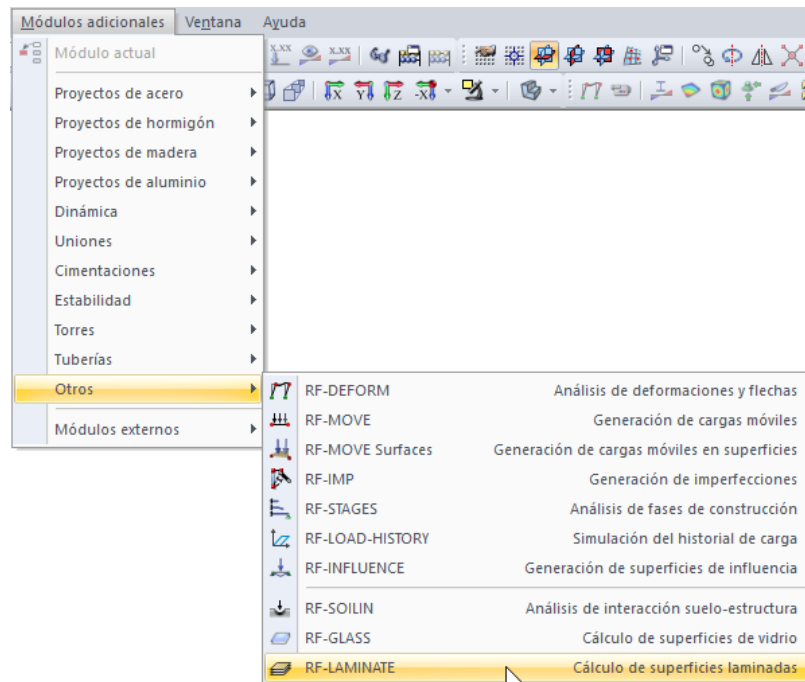 Módulos adicionales Ventana Ayuda
Módulo actual
x.xx x.xx
Proyectos de acero
Proyectos de hormigón
Proyectos de madera
Proyectos de aluminio
Dinámica
Uniones
Cimentaciones
Estabilidad
Torres
Tuberías
Otros
Módulos externos
RF-DEFORM Análisis de deformaciones y flechas
RF-MOVE Generación de cargas móviles
RF-MOVE Surfaces Generación de cargas móviles en superficies
RF-IMP Generación de imperfecciones
RF-STAGES Análisis de fases de construcción
RF-LOAD-HISTORY Simulación del historial de carga
RF-INFLUENCE Generación de superficies de influencia
RF-SOILIN Análisis de interacción suelo-estructura
RF-GLASS Cálculo de superficies de vidrio
RF-LAMINATE Cálculo de superficies laminadas